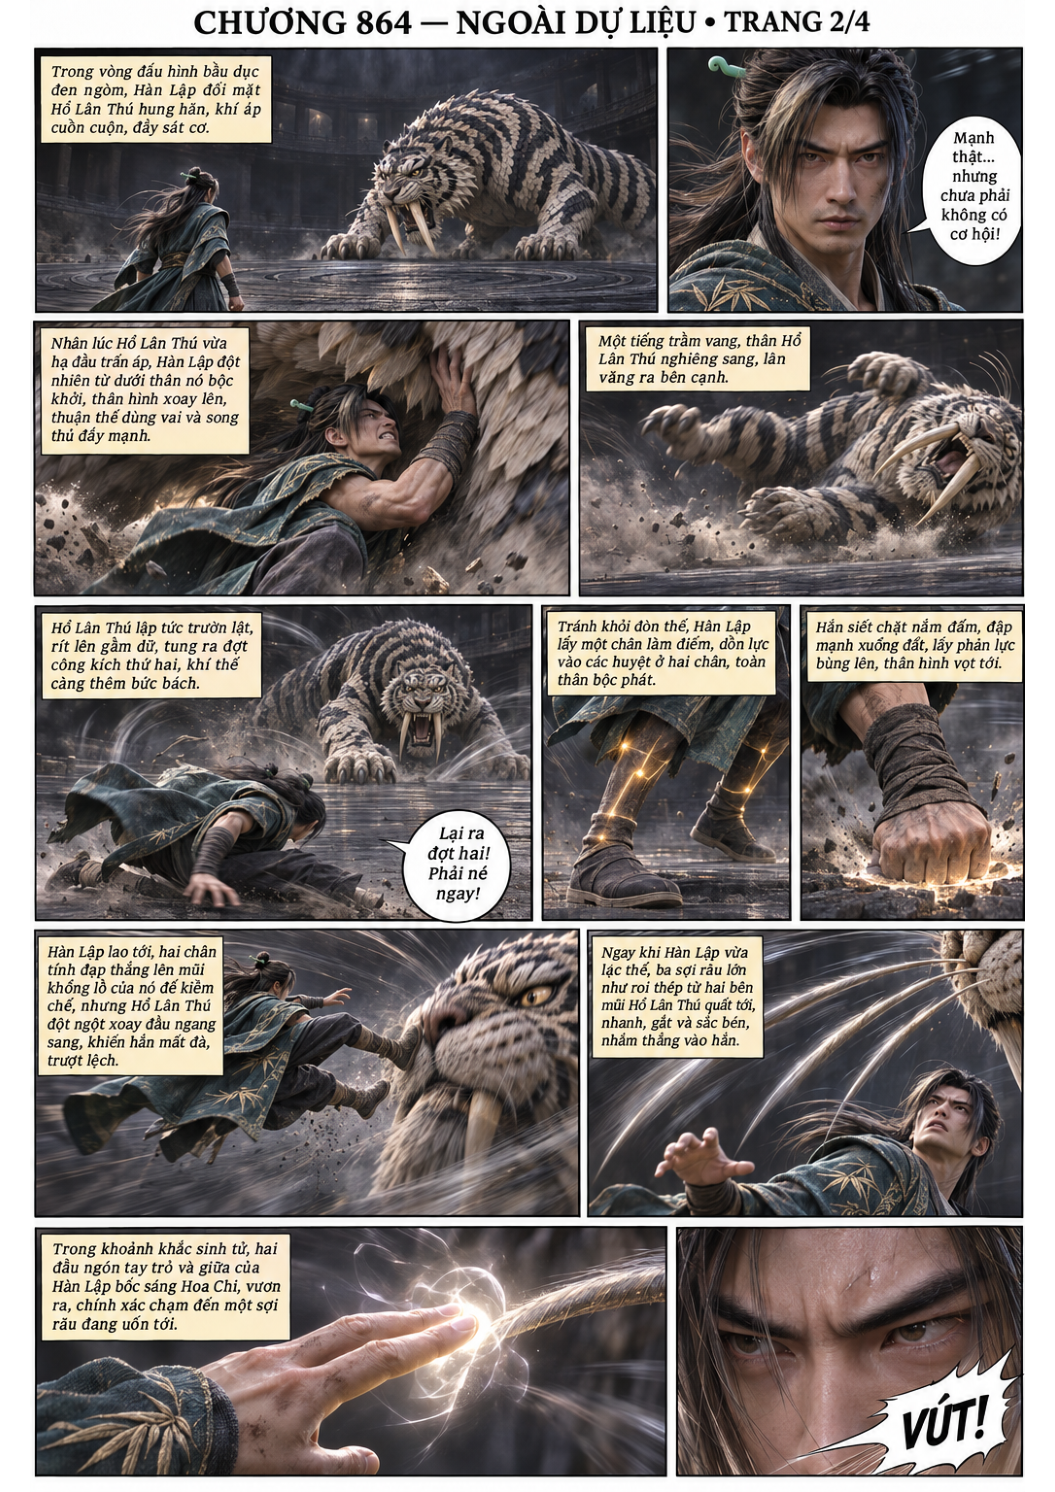 CHƯƠNG 864 — NGOÀI DỰ LIỆU • TRANG 2/4
Trong vòng đấu hình bầu dục
đen ngòm, Hàn Lập đối mặt
Hổ Lân Thú hung hãn, khí áp
cuồn cuộn, đầy sát cơ.
Mạnh
thật...
nhưng
chưa phải
không có
cơ hội!
Nhân lúc Hổ Lân Thú vừa
hạ đầu trấn áp, Hàn Lập đột
nhiên từ dưới thân nó bộc
khởi, thân hình xoay lên,
thuận thế dùng vai và song
thủ đẩy mạnh.
Một tiếng trầm vang, thân Hổ
Lân Thú nghiêng sang, lăn
văng ra bên cạnh.
Hổ Lân Thú lập tức trườn lật,
rít lên gầm dữ, tung ra đợt
công kích thứ hai, khí thế
càng thêm bức bách.
Lại ra
đợt hai!
Phải né
ngay!
Tránh khỏi đòn thế, Hàn Lập
lấy một chân làm điểm, dồn lực
vào các huyệt ở hai chân, toàn
thân bộc phát.
Hắn siết chặt nắm đấm, đập
mạnh xuống đất, lấy phản lực
bùng lên, thân hình vọt tới.
Hàn Lập lao tới, hai chân
tính đạp thẳng lên mũi
khổng lồ của nó để kiềm
chế, nhưng Hổ Lân Thú
đột ngột xoay đầu ngang
sang, khiến hắn mất đà,
trượt lệch.
Ngay khi Hàn Lập vừa
lạc thế, ba sợi râu lớn
như roi thép từ hai bên
mũi Hổ Lân Thú quất tới,
nhanh, gắt và sắc bén,
nhắm thẳng vào hắn.
Trong khoảnh khắc sinh tử, hai
đầu ngón tay trỏ và giữa của
Hàn Lập bốc sáng Hoa Chi, vươn
ra, chính xác chạm đến một sợi
râu đang uốn tới.
VÚT!